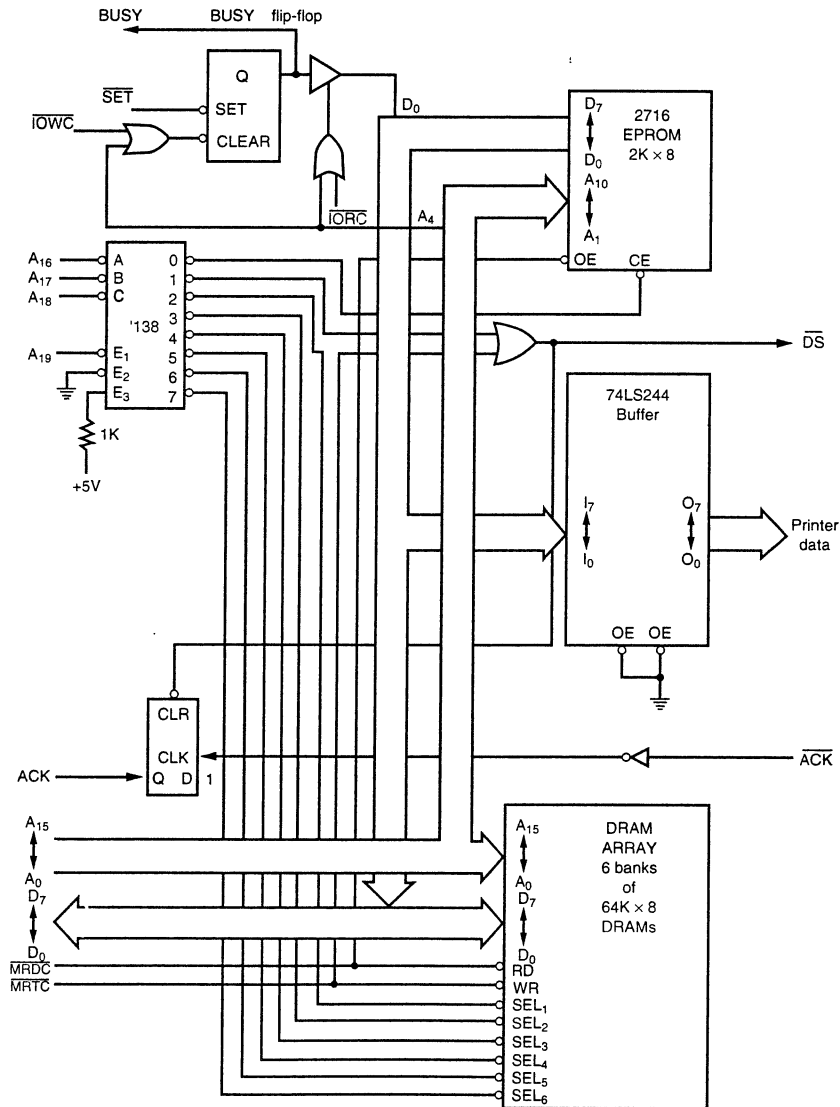 BUSY BUSY flip-flop
Q
SET
SET
IOWC
CLEAR
IORC
D₀
A₄
2716
EPROM
2K × 8
D₇
D₀
A₁₀
A₁
OE CE
A₁₆ A 0
A₁₇ B 1
A₁₈ C 2
'138 3
4
A₁₉ E₁ 5
E₂ 6
E₃ 7
1K
+5V
DS
74LS244
Buffer
I₇ O₇
I₀ O₀
Printer
data
OE OE
CLR
CLK
ACK Q D 1
ACK
A₁₅
A₀
D₇
D₀
MRDC
MRTC
DRAM
ARRAY
6 banks
of
64K × 8
DRAMs
A₁₅
A₀
D₇
D₀
RD
WR
SEL₁
SEL₂
SEL₃
SEL₄
SEL₅
SEL₆